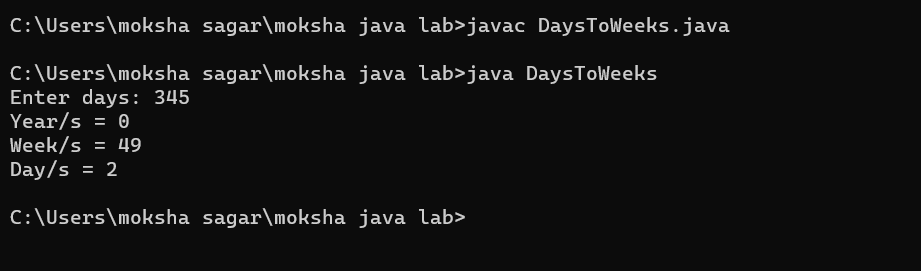 C:\Users\moksha sagar\moksha java lab>javac DaysToWeeks.java
C:\Users\moksha sagar\moksha java lab>java DaysToWeeks
Enter days: 345
Year/s = 0
Week/s = 49
Day/s = 2
C:\Users\moksha sagar\moksha java lab>